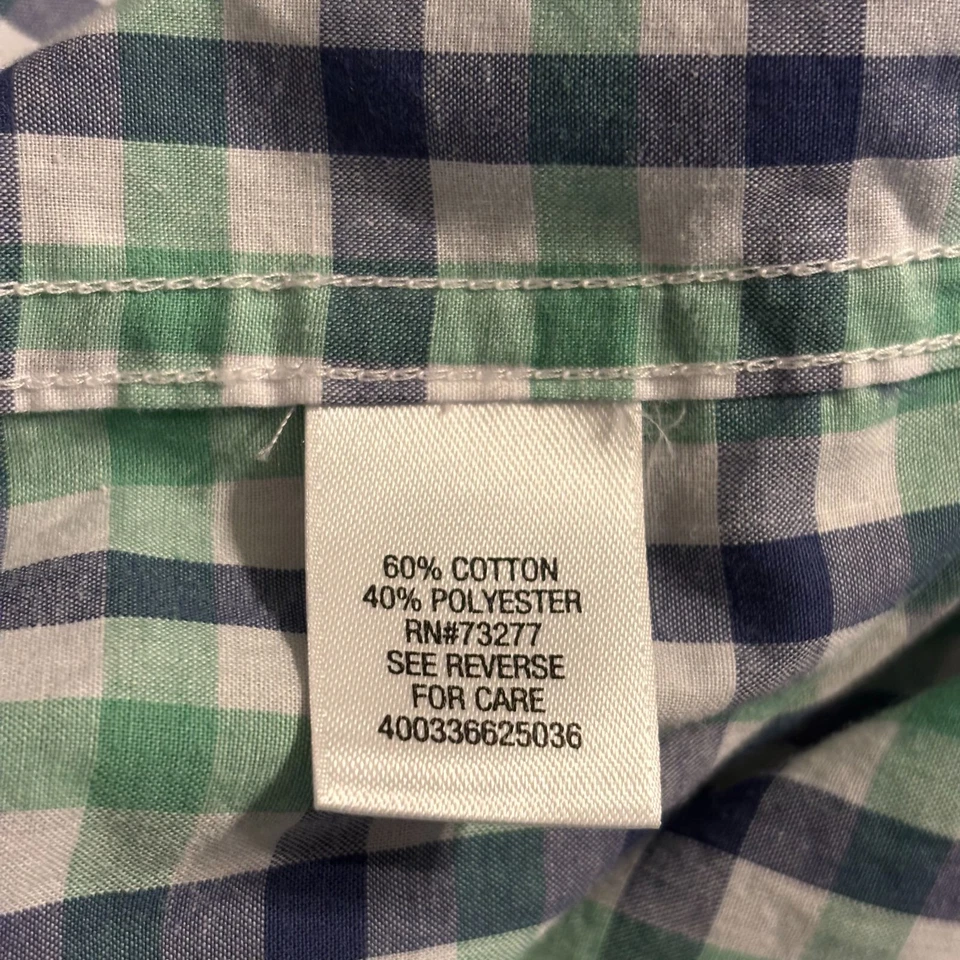 60% COTTON
40% POLYESTER
RN#73277
SEE REVERSE
FOR CARE
400336625036